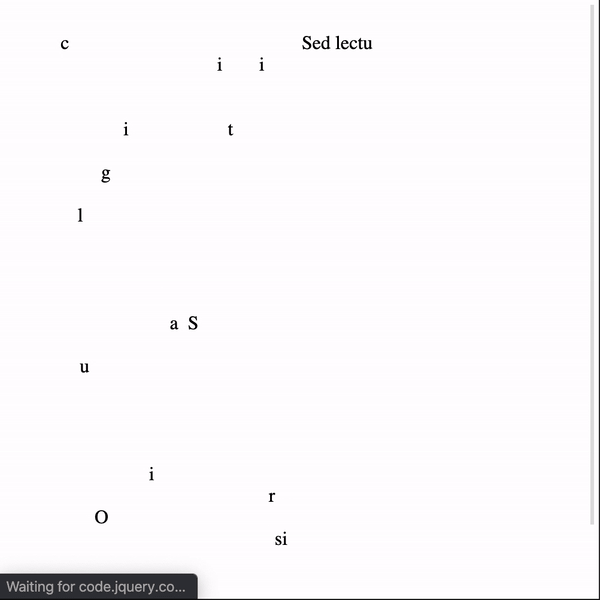 c Sed lectu
i i
i t
g
l
a S
u
i
r
O
si
Waiting for code.jquery.co...